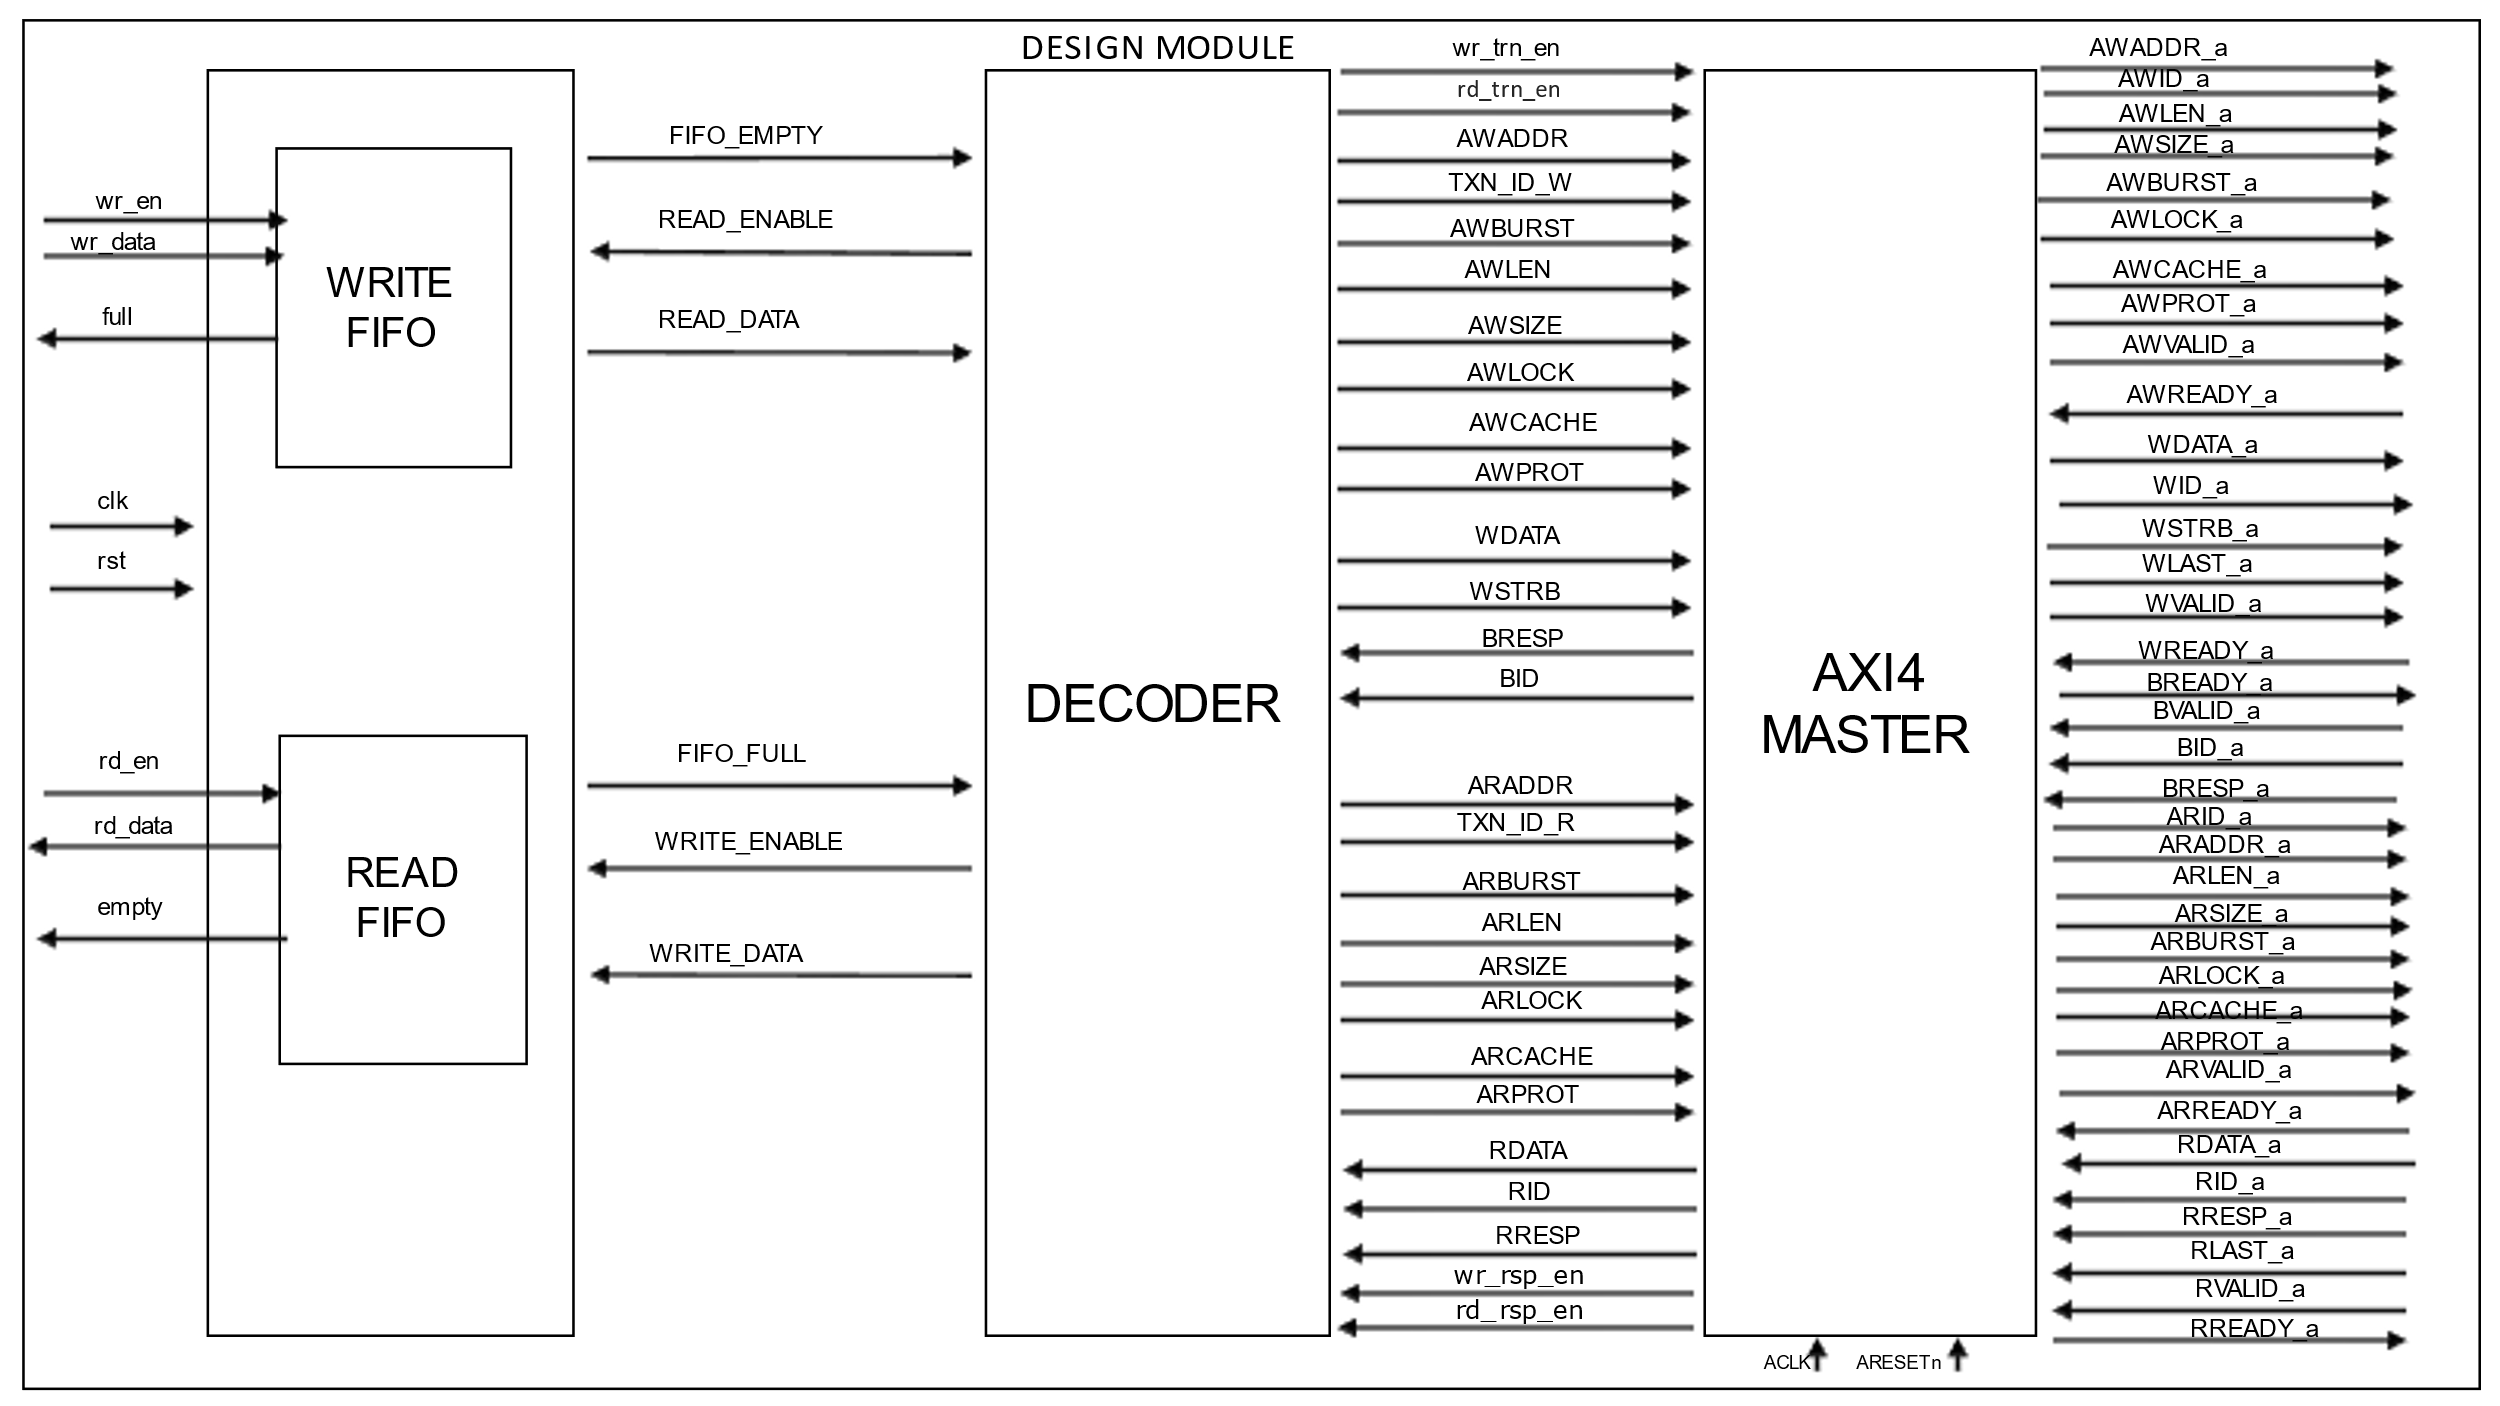 DESIGN MODULE
wr_en
wr_data
full
clk
rst
rd_en
rd_data
empty
WRITE
FIFO
READ
FIFO
FIFO_EMPTY
READ_ENABLE
READ_DATA
FIFO_FULL
WRITE_ENABLE
WRITE_DATA
DECODER
wr_trn_en
rd_trn_en
AWADDR
TXN_ID_W
AWBURST
AWLEN
AWSIZE
AWLOCK
AWCACHE
AWPROT
WDATA
WSTRB
BRESP
BID
ARADDR
TXN_ID_R
ARBURST
ARLEN
ARSIZE
ARLOCK
ARCACHE
ARPROT
RDATA
RID
RRESP
wr_rsp_en
rd_rsp_en
AXI4
MASTER
ACLK
ARESETn
AWADDR_a
AWID_a
AWLEN_a
AWSIZE_a
AWBURST_a
AWLOCK_a
AWCACHE_a
AWPROT_a
AWVALID_a
AWREADY_a
WDATA_a
WID_a
WSTRB_a
WLAST_a
WVALID_a
WREADY_a
BREADY_a
BVALID_a
BID_a
BRESP_a
ARID_a
ARADDR_a
ARLEN_a
ARSIZE_a
ARBURST_a
ARLOCK_a
ARCACHE_a
ARPROT_a
ARVALID_a
ARREADY_a
RDATA_a
RID_a
RRESP_a
RLAST_a
RVALID_a
RREADY_a